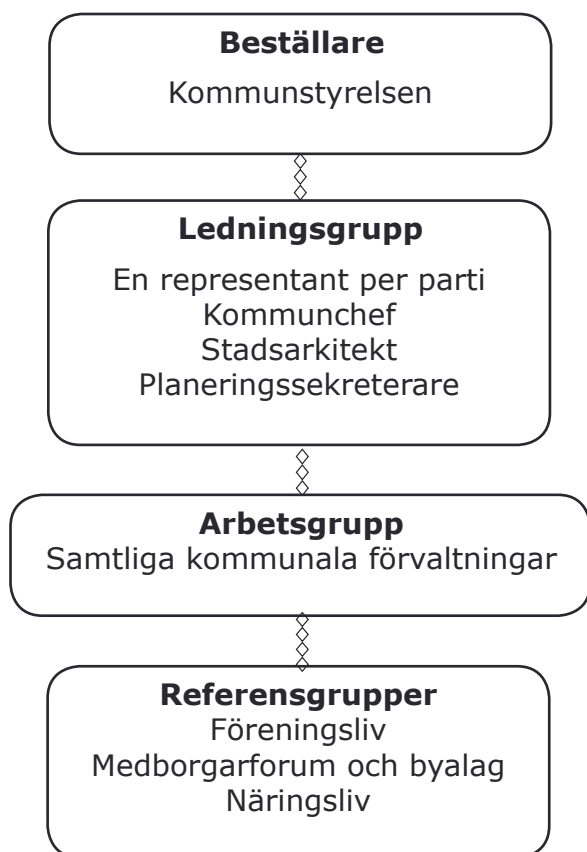 Beställare
Kommunstyrelsen
Ledningsgrupp
En representant per parti
Kommunchef
Stadsarkitekt
Planeringssekreterare
Arbetsgrupp
Samtliga kommunala förvaltningar
Referensgrupper
Föreningsliv
Medborgarforum och byalag
Näringsliv